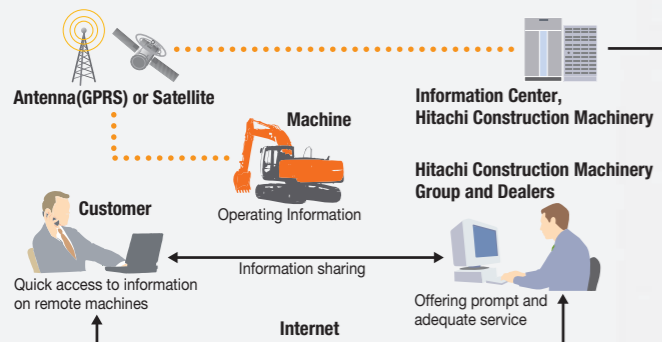 Antenna(GPRS) or Satellite
Information Center,
Hitachi Construction Machinery
Machine
Operating Information
Hitachi Construction Machinery
Group and Dealers
Customer
Information sharing
Quick access to information
on remote machines
Offering prompt and
adequate service
Internet